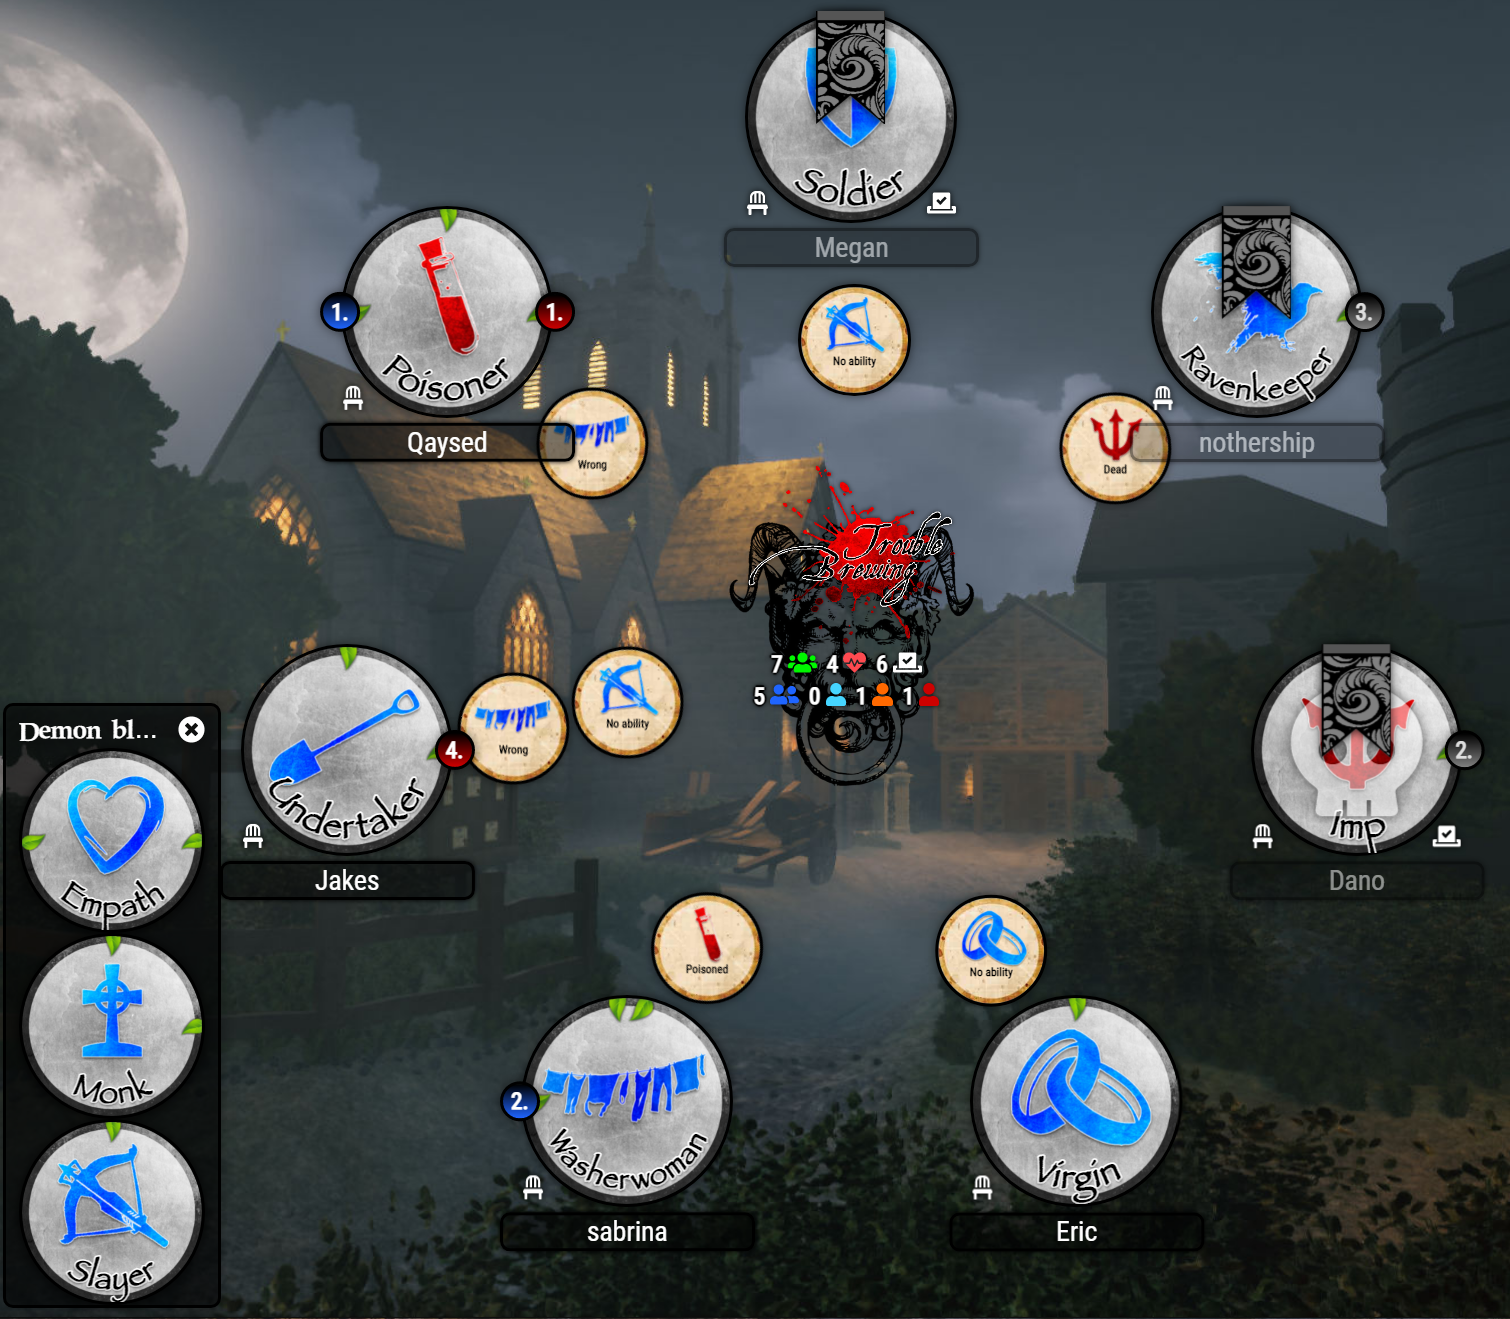 Soldier
Megan
No ability
1.
Poisoner
1.
Qaysed
Wrong
Ravenkeeper
3.
nothership
Dead
Trouble
Brewing
7 4 6
5 0 1 1
Undertaker
4.
Jakes
Wrong
No ability
Imp
2.
Dano
Demon bl...
Empath
Monk
Slayer
Poisoned
2.
Washerwoman
sabrina
No ability
Virgin
Eric